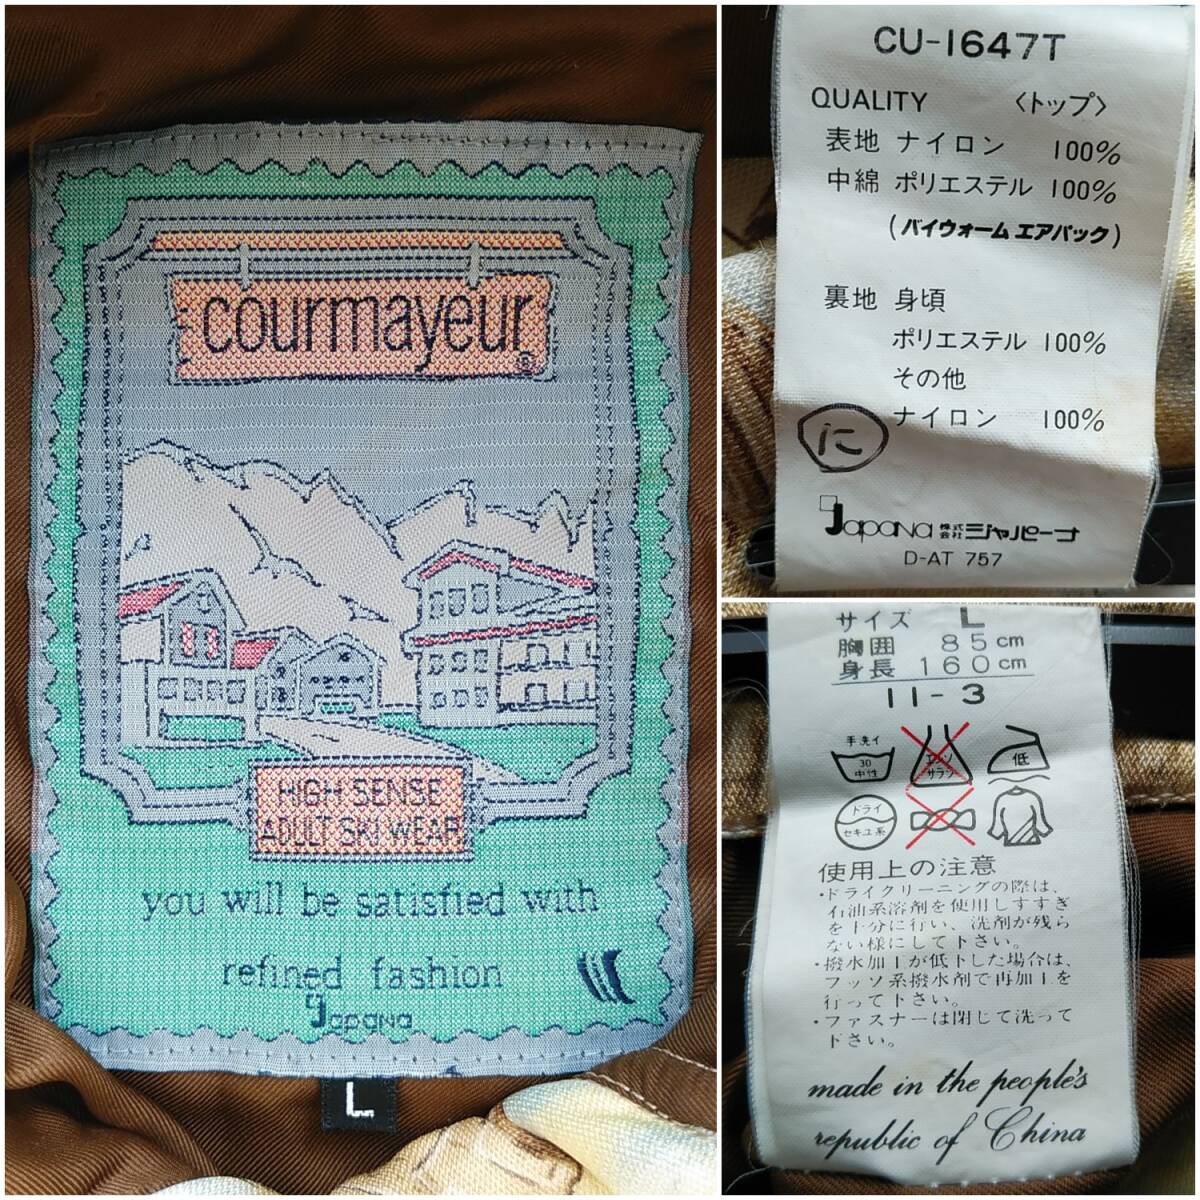 courmayeur®
HIGH SENSE
ADULT SKI WEAR
you will be satisfied with
refined fashion
JapaNa
L
CU-1647T
QUALITY 〈トップ〉
表地 ナイロン 100%
中綿 ポリエステル 100%
(バイウォーム エアパック)
裏地 身頃
ポリエステル 100%
その他
ナイロン 100%
に
JapaNa 株式会社 ジャパーナ
D-AT 757
サイズ L
胸囲 85cm
身長 160cm
11-3
手洗イ
30
中性
エンソ
サラシ
低
ドライ
セキユ系
使用上の注意
・ドライクリーニングの際は、
石油系溶剤を使用しすすぎ
を十分に行い、洗剤が残ら
ない様にして下さい。
・撥水加工が低下した場合は、
フッソ系撥水剤で再加工を
行って下さい。
・ファスナーは閉じて洗って
下さい。
made in the people's
republic of China